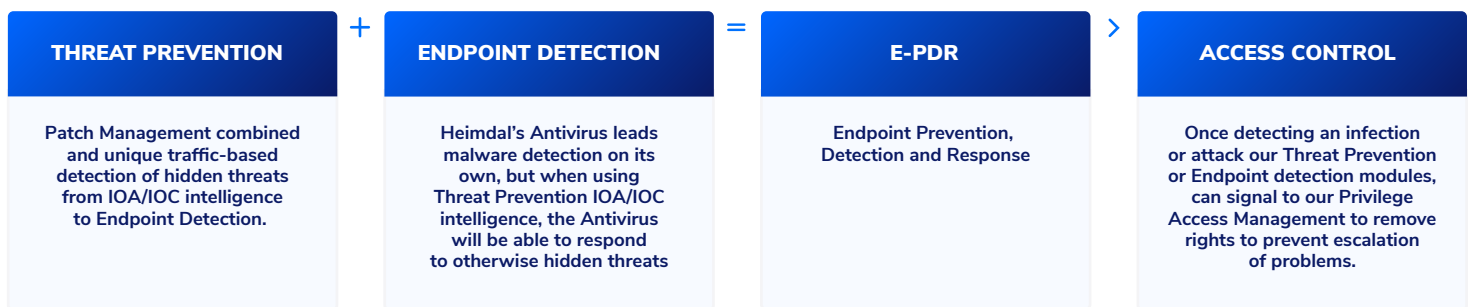 THREAT PREVENTION
Patch Management combined
and unique traffic-based
detection of hidden threats
from IOA/IOC intelligence
to Endpoint Detection.
+
ENDPOINT DETECTION
Heimdal’s Antivirus leads
malware detection on its
own, but when using
Threat Prevention IOA/IOC
intelligence, the Antivirus
will be able to respond
to otherwise hidden threats
=
E-PDR
Endpoint Prevention,
Detection and Response
>
ACCESS CONTROL
Once detecting an infection
or attack our Threat Prevention
or Endpoint detection modules,
can signal to our Privilege
Access Management to remove
rights to prevent escalation
of problems.